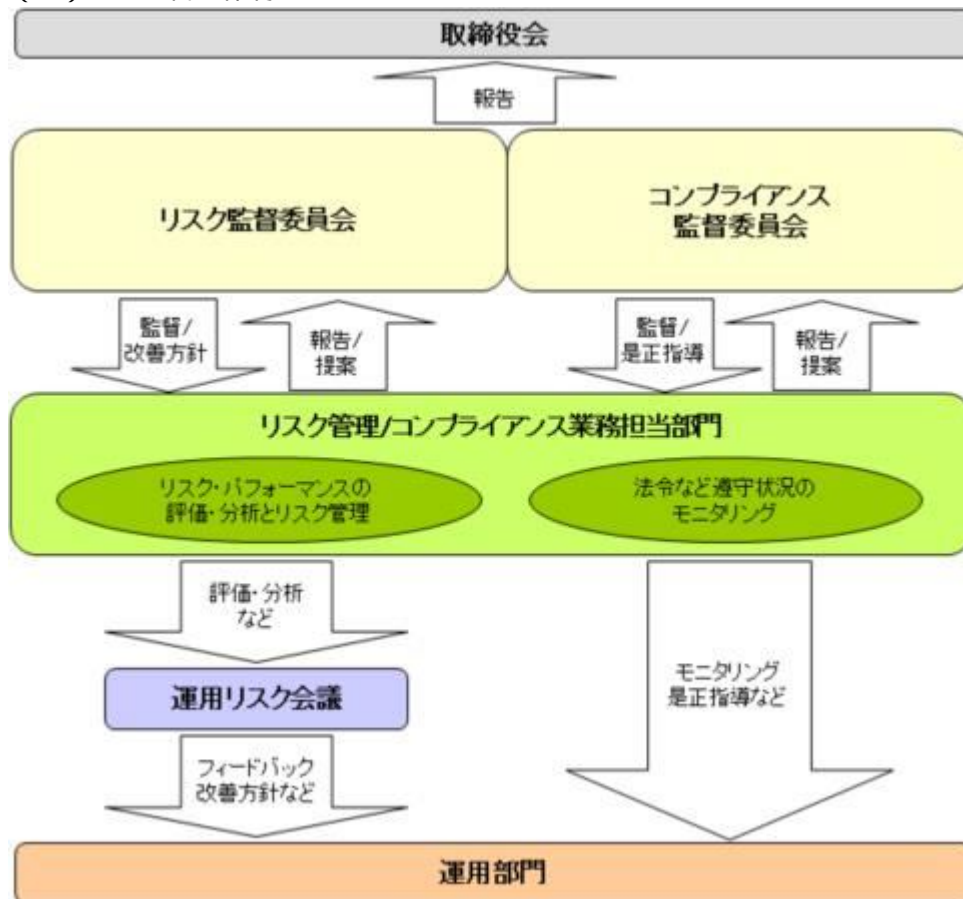 取締役会
報告
リスク監督委員会
コンプライアンス
監督委員会
監督/
改善方針
報告/
提案
監督/
是正指導
報告/
提案
リスク管理/コンプライアンス業務担当部門
リスク・パフォーマンスの
評価・分析とリスク管理
法令など遵守状況の
モニタリング
評価・分析
など
運用リスク会議
モニタリング
是正指導など
フィードバック
改善方針など
運用部門